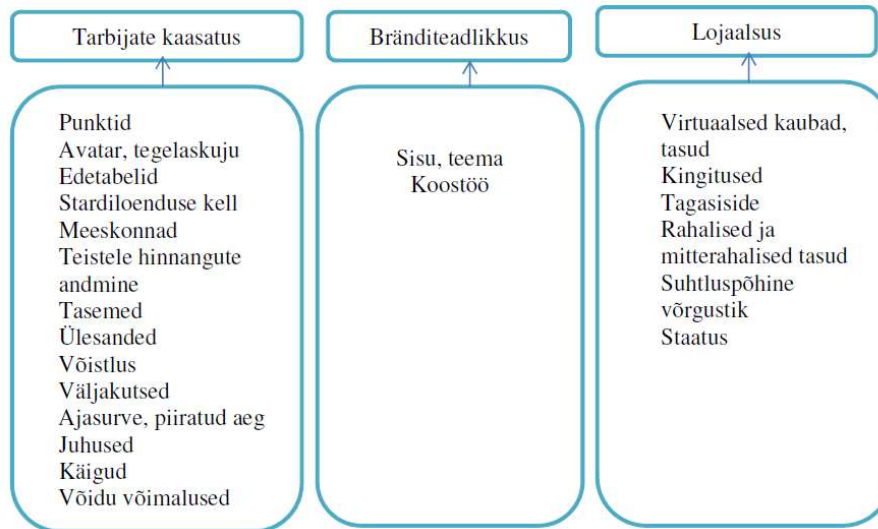 Tarbijate kaasatus
Punktid
Avatar, tegelaskuju
Edetabelid
Stardiloenduse kell
Meeskonnad
Teistele hinnangute
andmine
Tasemed
Ülesanded
Võistlus
Väljakutsed
Ajasurve, piiratud aeg
Juhused
Käigud
Võidu võimalused
Bränditeadlikkus
Sisu, teema
Koostöö
Lojaalsus
Virtuaalsed kaubad,
tasud
Kingitused
Tagasiside
Rahalised ja
mitterahalised tasud
Suhtluspõhine
võrgustik
Staatus